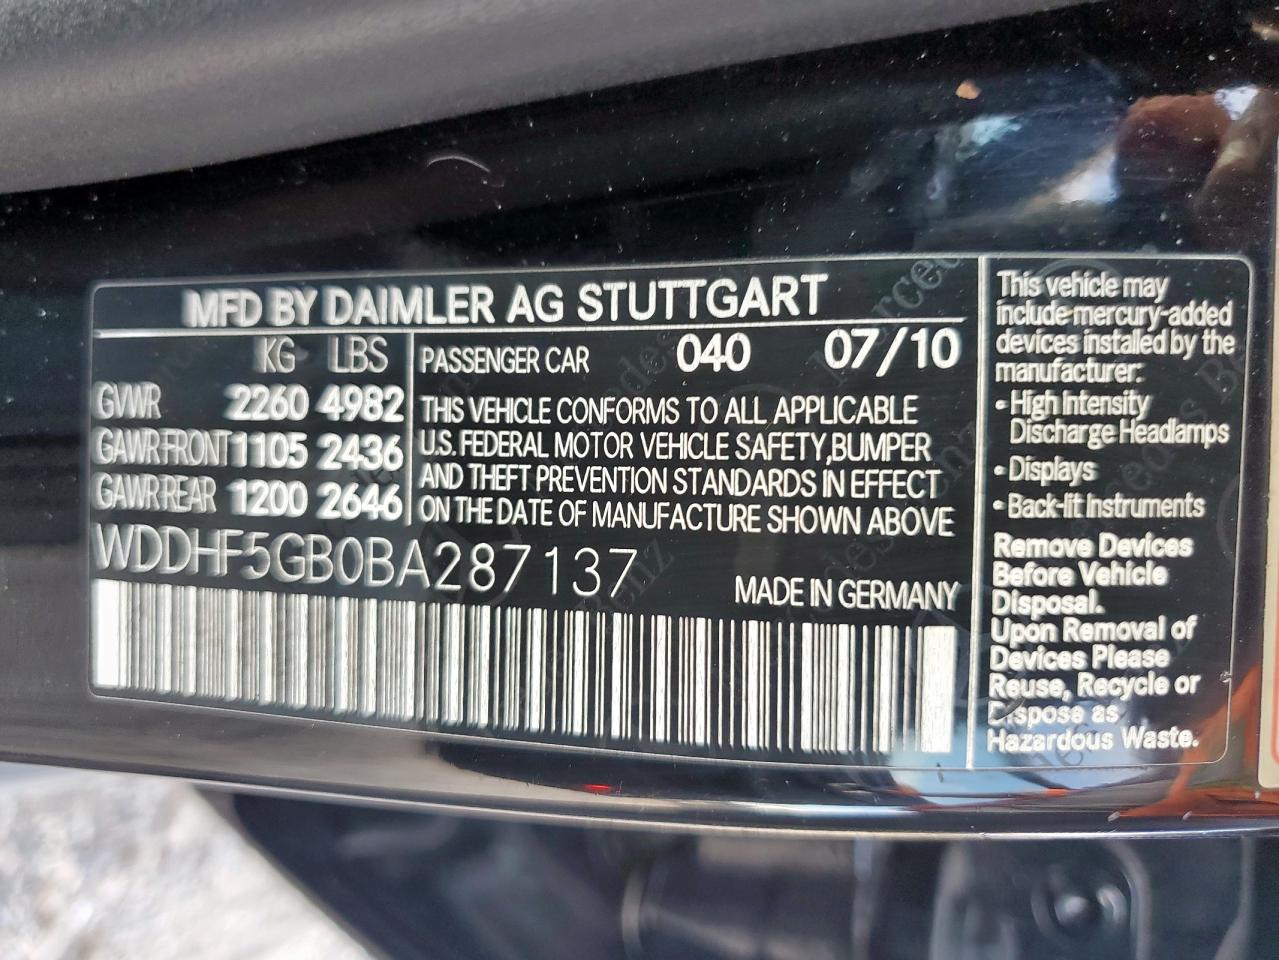 MFD BY DAIMLER AG STUTTGART
KG LBS
GVWR 2260 4982
GAWR FRONT 1105 2436
GAWR REAR 1200 2646
PASSENGER CAR 040 07/10
THIS VEHICLE CONFORMS TO ALL APPLICABLE
U.S. FEDERAL MOTOR VEHICLE SAFETY, BUMPER
AND THEFT PREVENTION STANDARDS IN EFFECT
ON THE DATE OF MANUFACTURE SHOWN ABOVE
WDDHF5GB0BA287137
MADE IN GERMANY
This vehicle may
include mercury-added
devices installed by the
manufacturer:
• High Intensity
Discharge Headlamps
• Displays
• Back-lit Instruments
Remove Devices
Before Vehicle
Disposal.
Upon Removal of
Devices Please
Reuse, Recycle or
Dispose as
Hazardous Waste.